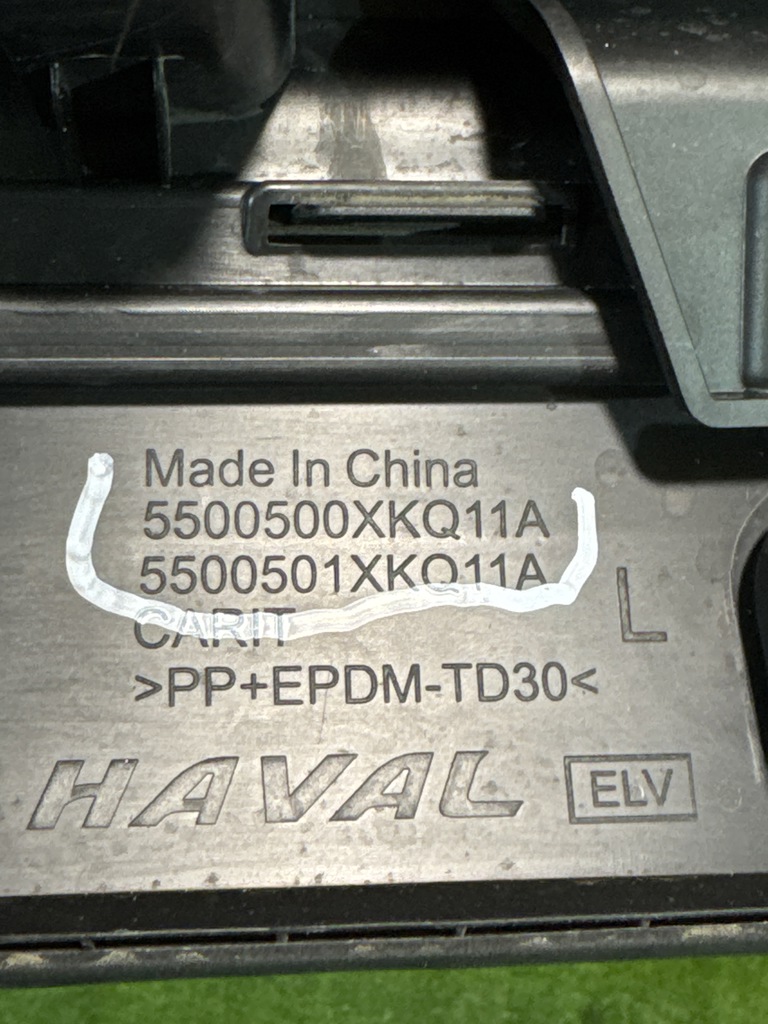 Made In China
5500500XKQ11A
5500501XKQ11A
CARIT
L
>PP+EPDM-TD30<
HAVAL
ELV